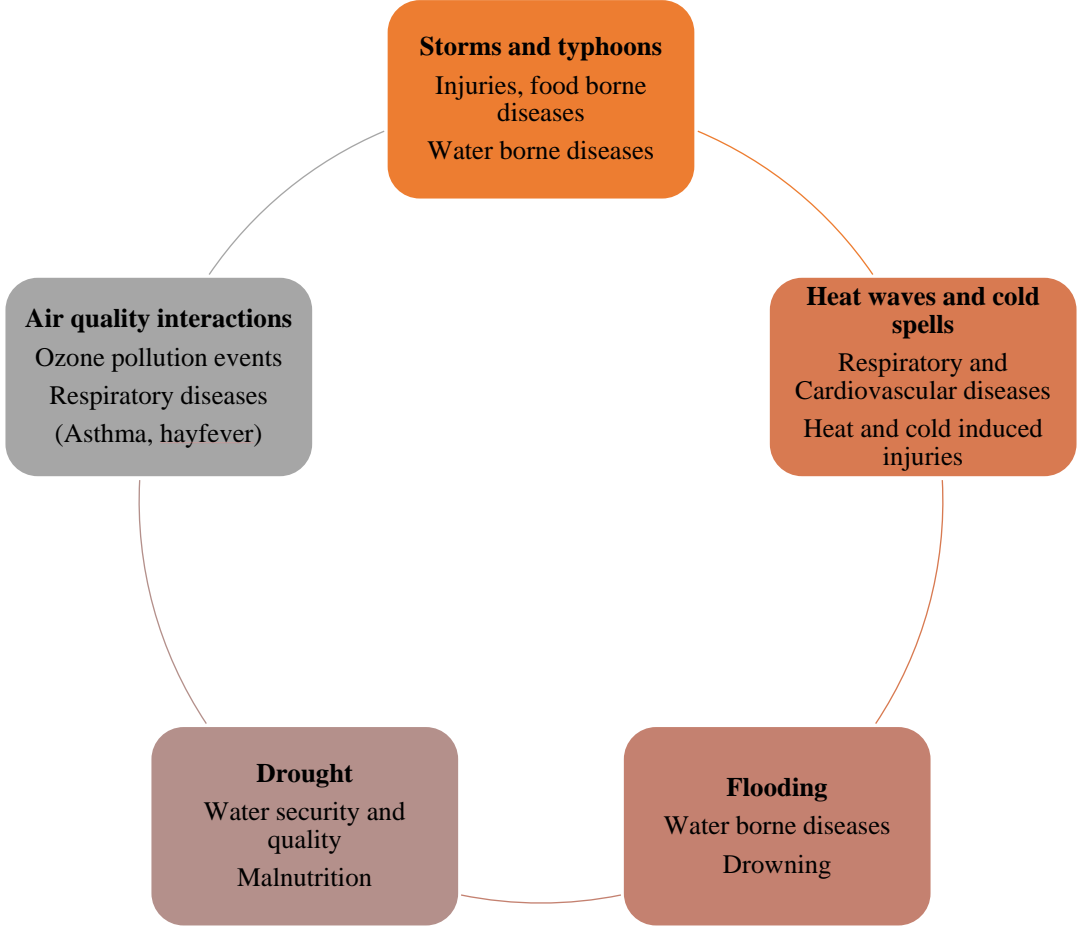 Storms and typhoons
Injuries, food borne
diseases
Water borne diseases
Heat waves and cold
spells
Respiratory and
Cardiovascular diseases
Heat and cold induced
injuries
Flooding
Water borne diseases
Drowning
Drought
Water security and
quality
Malnutrition
Air quality interactions
Ozone pollution events
Respiratory diseases
(Asthma, hayfever)